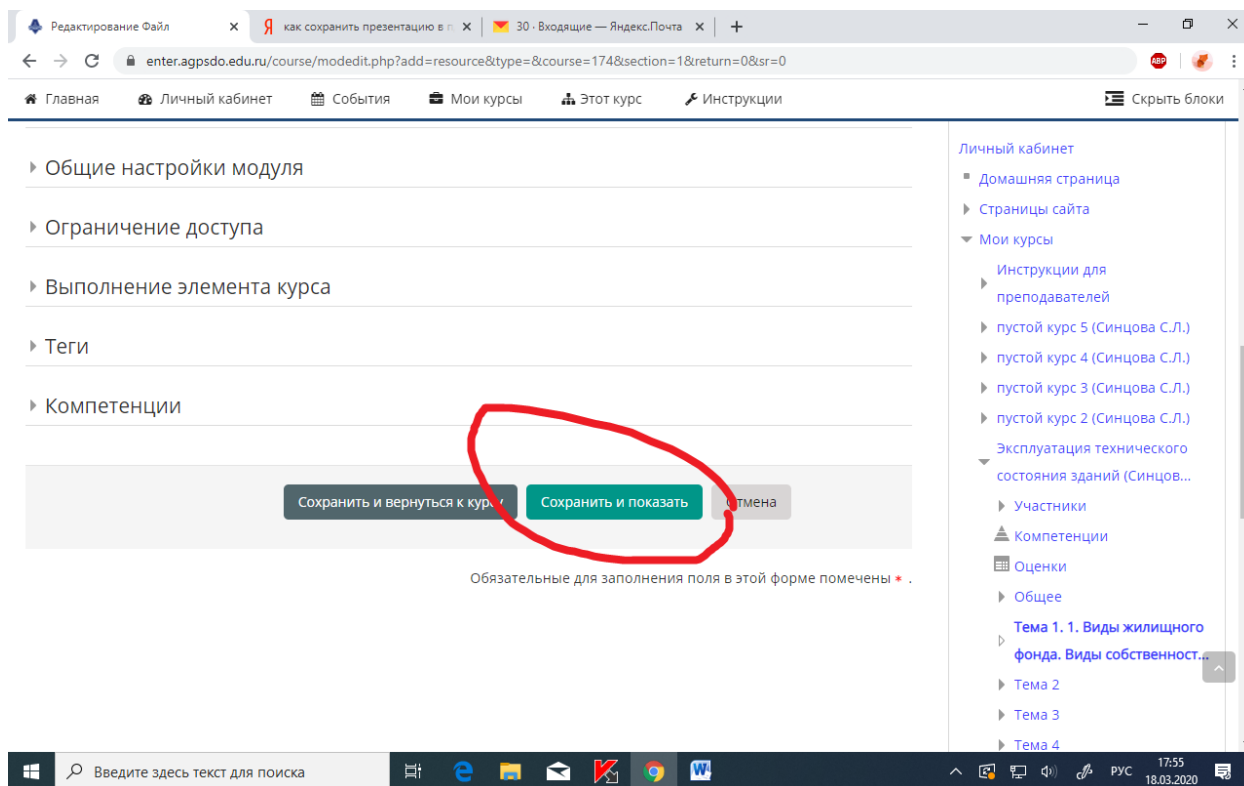 Редактирование Файл
как сохранить презентацию в п
30 · Входящие — Яндекс.Почта
enter.agpsdo.edu.ru/course/modedit.php?add=resource&type=&course=174&section=1&return=0&sr=0
ABP
Главная Личный кабинет События Мои курсы Этот курс Инструкции Скрыть блоки
Общие настройки модуля
Ограничение доступа
Выполнение элемента курса
Теги
Компетенции
Сохранить и вернуться к курсу Сохранить и показать Отмена
Обязательные для заполнения поля в этой форме помечены * .
Личный кабинет
Домашняя страница
Страницы сайта
Мои курсы
Инструкции для
преподавателей
пустой курс 5 (Синцова С.Л.)
пустой курс 4 (Синцова С.Л.)
пустой курс 3 (Синцова С.Л.)
пустой курс 2 (Синцова С.Л.)
Эксплуатация технического
состояния зданий (Синцов...
Участники
Компетенции
Оценки
Общее
Тема 1. 1. Виды жилищного
фонда. Виды собственност...
Тема 2
Тема 3
Тема 4
Введите здесь текст для поиска
РУС
17:55
18.03.2020